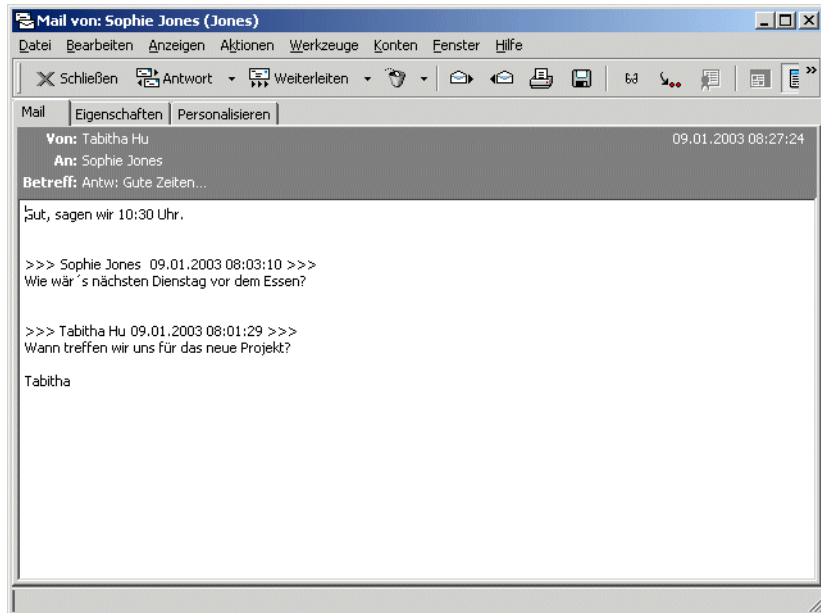 Mail von: Sophie Jones (Jones)
Datei Bearbeiten Anzeigen Aktionen Werkzeuge Konten Fenster Hilfe
Schließen Antwort Weiterleiten
Mail Eigenschaften Personalisieren
Von: Tabitha Hu 09.01.2003 08:27:24
An: Sophie Jones
Betreff: Antw: Gute Zeiten...
Gut, sagen wir 10:30 Uhr.
>>> Sophie Jones 09.01.2003 08:03:10 >>>
Wie wär´s nächsten Dienstag vor dem Essen?
>>> Tabitha Hu 09.01.2003 08:01:29 >>>
Wann treffen wir uns für das neue Projekt?
Tabitha